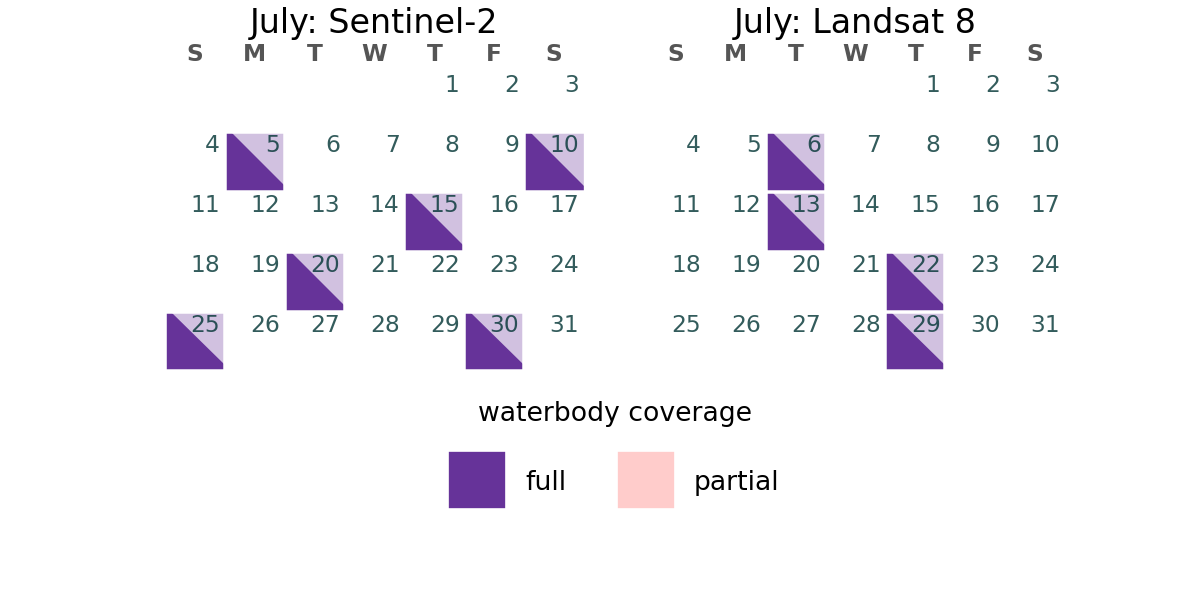 July: Sentinel-2
S M T W T F S
1 2 3
4 5 6 7 8 9 10
11 12 13 14 15 16 17
18 19 20 21 22 23 24
25 26 27 28 29 30 31
July: Landsat 8
S M T W T F S
1 2 3
4 5 6 7 8 9 10
11 12 13 14 15 16 17
18 19 20 21 22 23 24
25 26 27 28 29 30 31
waterbody coverage
full partial